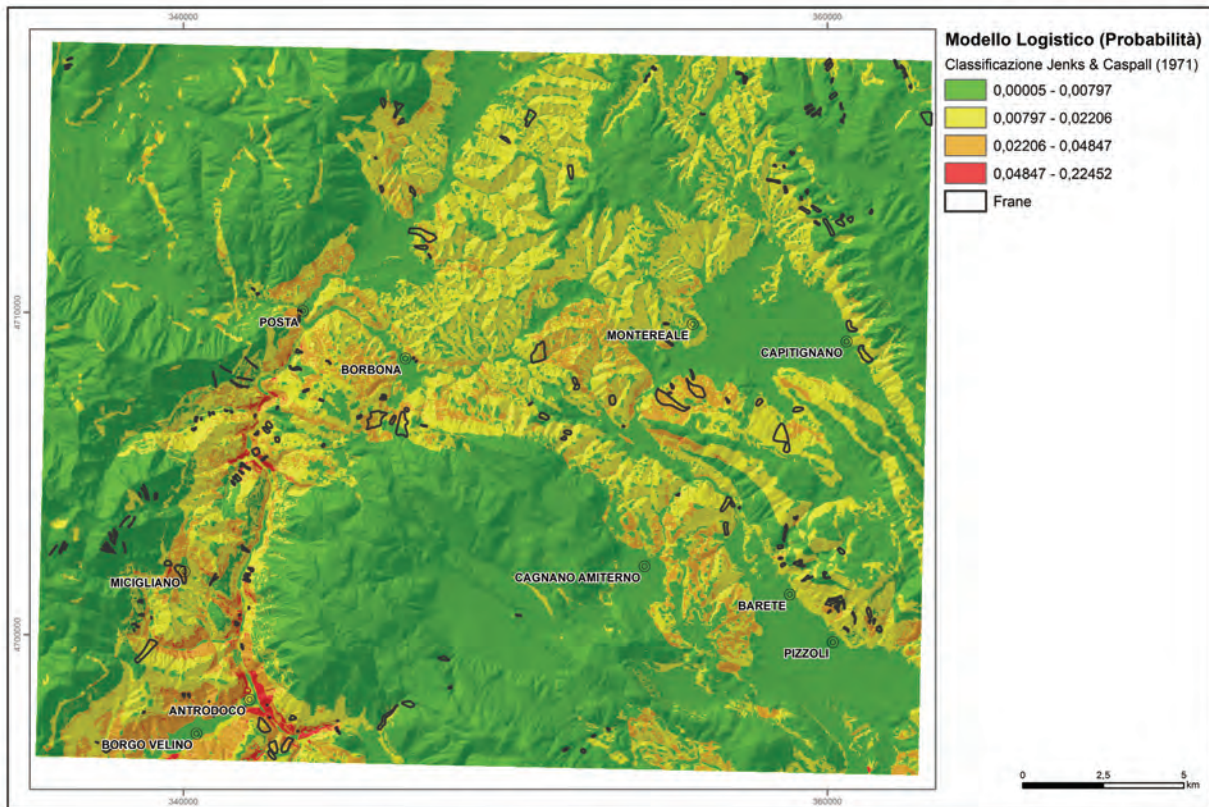 340000
360000
Modello Logistico (Probabilità)
Classificazione Jenks & Caspall (1971)
0,00005 - 0,00797
0,00797 - 0,02206
0,02206 - 0,04847
0,04847 - 0,22452
Frane
4710000
POSTA
MONTEREALE
BORBONA
CAPITIGNANO
MICIGLIANO
CAGNANO AMITERNO
BARETE
4700000
PIZZOLI
ANTRODOCO
BORGO VELINO
0 2,5 5
km
340000
360000